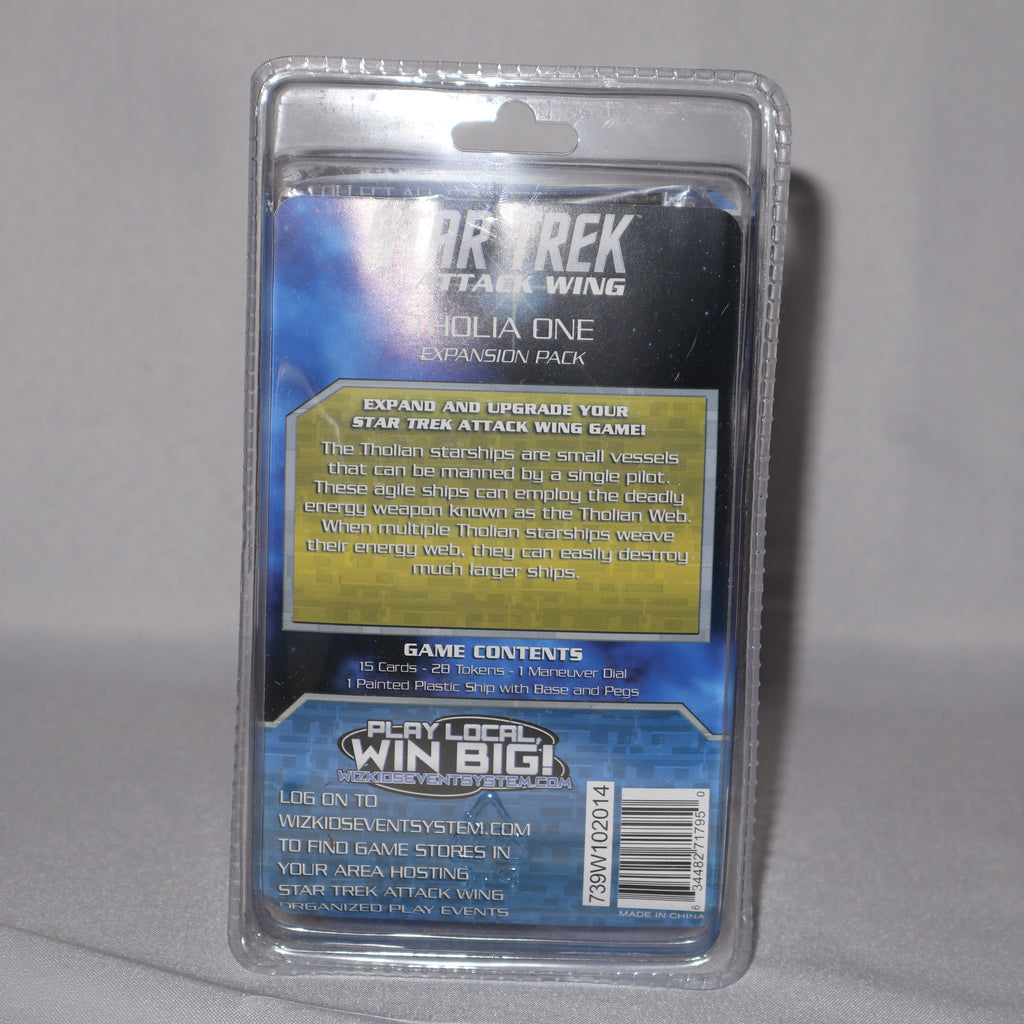 COLLECT ALL
STAR TREK
ATTACK WING
THOLIA ONE
EXPANSION PACK
EXPAND AND UPGRADE YOUR
STAR TREK ATTACK WING GAME!
The Tholian starships are small vessels
that can be manned by a single pilot.
These agile ships can employ the deadly
energy weapon known as the Tholian Web.
When multiple Tholian starships weave
their energy web, they can easily destroy
much larger ships.
GAME CONTENTS
15 Cards - 28 Tokens - 1 Maneuver Dial
1 Painted Plastic Ship with Base and Pegs
PLAY LOCAL,
WIN BIG!
WIZKIDSEVENTSYSTEM.COM
LOG ON TO
WIZKIDSEVENTSYSTEM.COM
TO FIND GAME STORES IN
YOUR AREA HOSTING
STAR TREK ATTACK WING
ORGANIZED PLAY EVENTS
739W102014
6 34482 71795 0
MADE IN CHINA